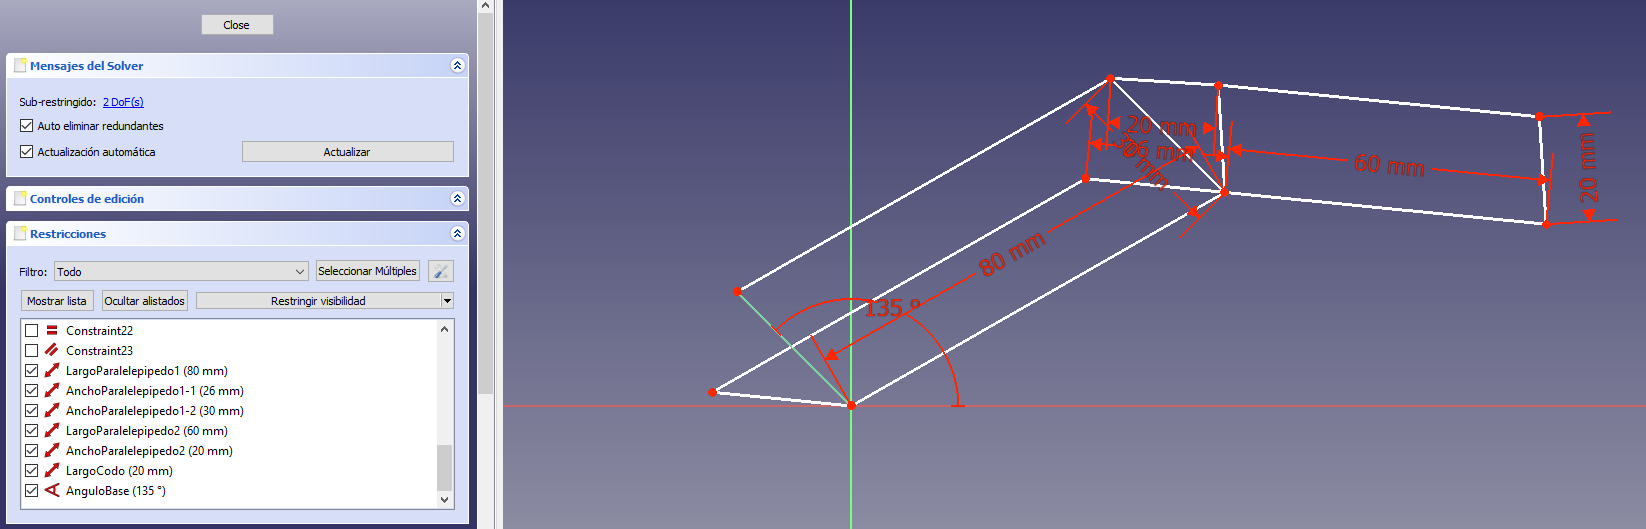 Close
Mensajes del Solver
Sub-restringido: 2 DoF(s)
Auto eliminar redundantes
Actualización automática
Actualizar
Controles de edición
Restricciones
Filtro: Todo
Seleccionar Múltiples
Mostrar lista
Ocultar alistados
Restringir visibilidad
Constraint22
Constraint23
LargoParalelepipedo1 (80 mm)
AnchoParalelepipedo1-1 (26 mm)
AnchoParalelepipedo1-2 (30 mm)
LargoParalelepipedo2 (60 mm)
AnchoParalelepipedo2 (20 mm)
LargoCodo (20 mm)
AnguloBase (135 °)
20 mm
26 mm
30 mm
60 mm
20 mm
80 mm
135 °